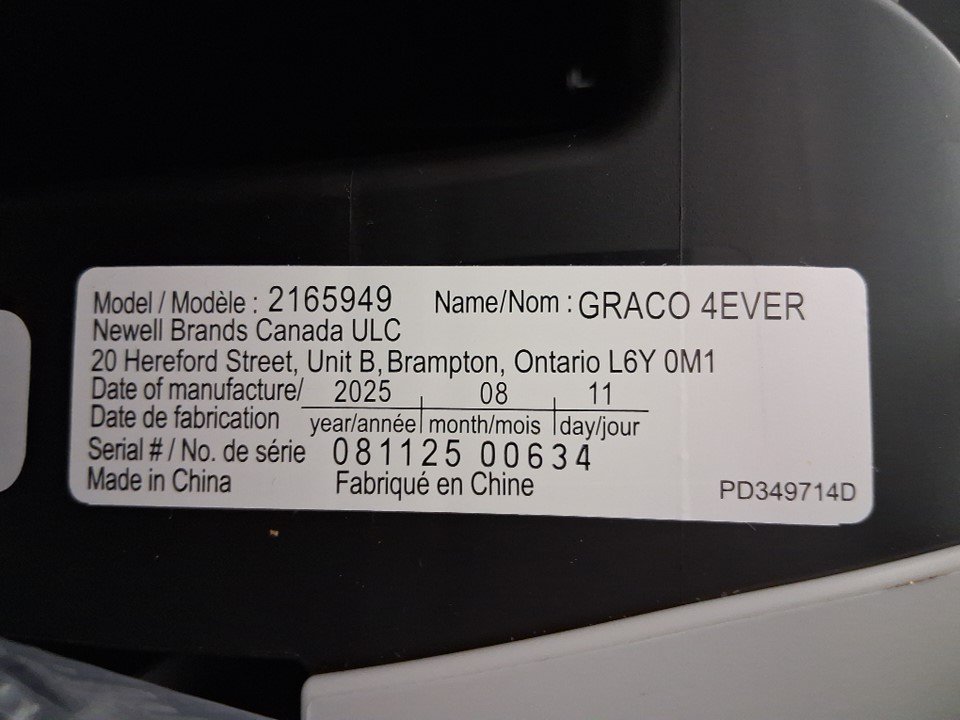 Model / Modèle : 2165949 Name/Nom : GRACO 4EVER
Newell Brands Canada ULC
20 Hereford Street, Unit B, Brampton, Ontario L6Y 0M1
Date of manufacture/ 2025 08 11
Date de fabrication year/année month/mois day/jour
Serial # / No. de série 081125 00634
Made in China Fabriqué en Chine PD349714D